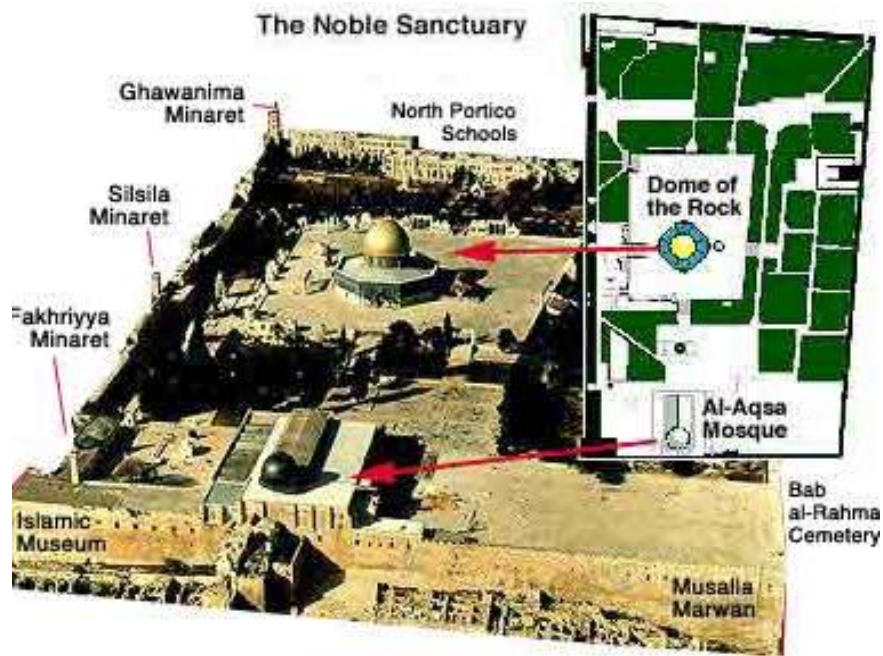 The Noble Sanctuary
Ghawanima
Minaret
North Portico
Schools
Silsila
Minaret
Dome of
the Rock
Fakhriyya
Minaret
Al-Aqsa
Mosque
Islamic
Museum
Bab
al-Rahma
Cemetery
Musalla
Marwan